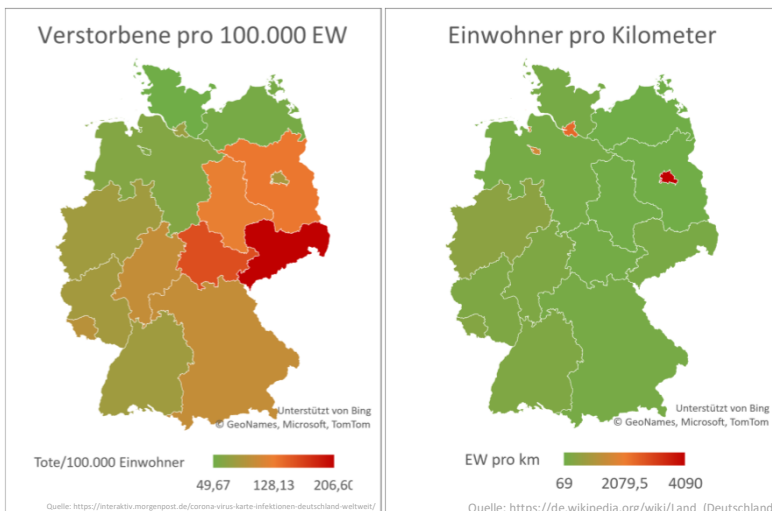 Verstorbene pro 100.000 EW
Unterstützt von Bing
© GeoNames, Microsoft, TomTom
Tote/100.000 Einwohner
49,67 128,13 206,60
Quelle: https://interaktiv.morgenpost.de/corona-virus-karte-infektionen-deutschland-weltweit/
Einwohner pro Kilometer
Unterstützt von Bing
© GeoNames, Microsoft, TomTom
EW pro km
69 2079,5 4090
Quelle: https://de.wikipedia.org/wiki/Land_(Deutschland